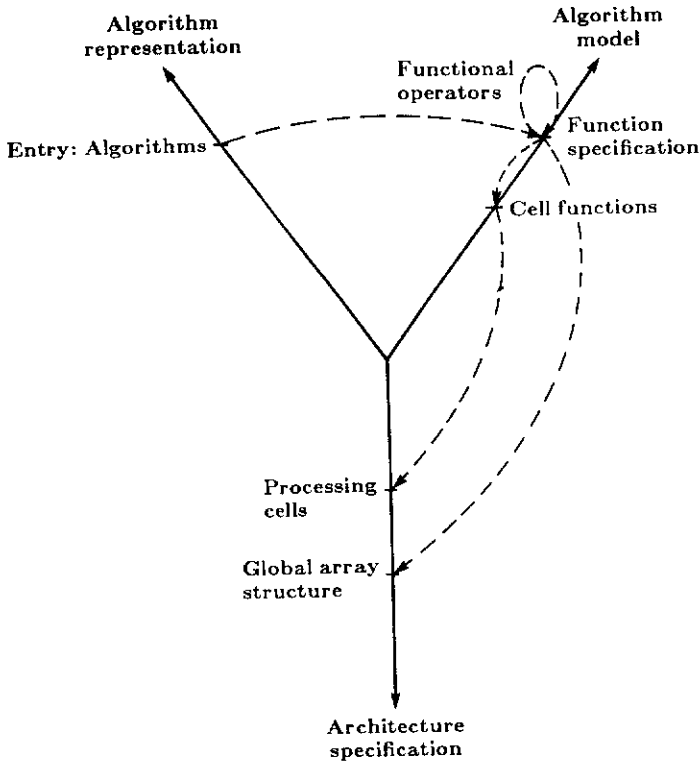 Algorithm
representation
Algorithm
model
Functional
operators
Entry: Algorithms
Function
specification
Cell functions
Processing
cells
Global array
structure
Architecture
specification